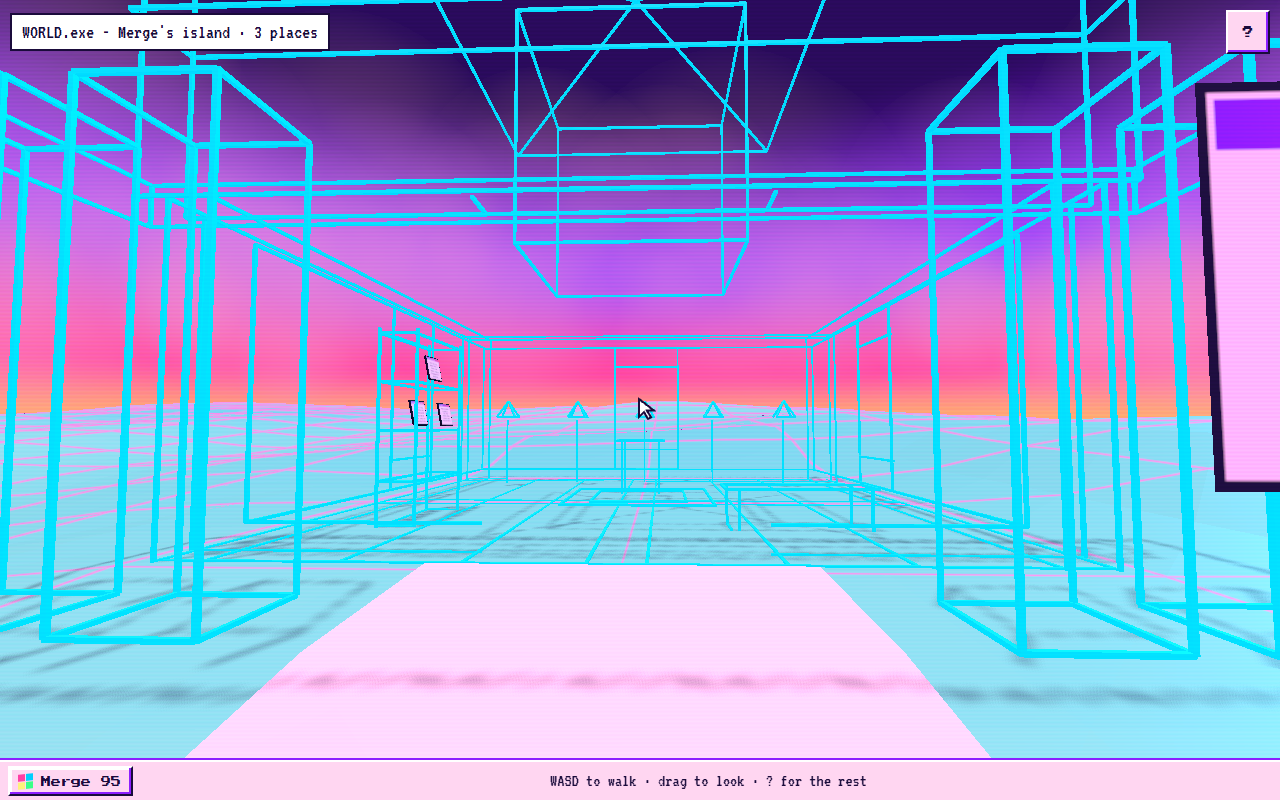 WORLD.exe - Merge's island · 3 places
?
Merge 95
WASD to walk · drag to look · ? for the rest